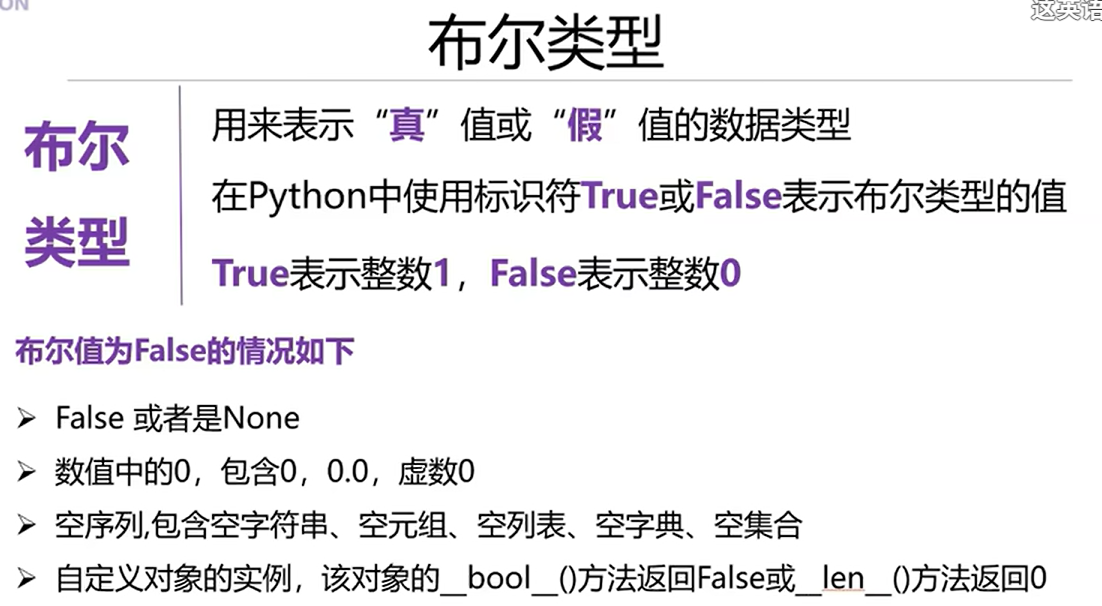 ON
这英语
布尔类型
布尔
类型
用来表示“真”值或“假”值的数据类型
在Python中使用标识符True或False表示布尔类型的值
True表示整数1，False表示整数0
布尔值为False的情况如下
➢ False 或者是None
➢ 数值中的0，包含0，0.0，虚数0
➢ 空序列,包含空字符串、空元组、空列表、空字典、空集合
➢ 自定义对象的实例，该对象的__bool__()方法返回False或__len__()方法返回0